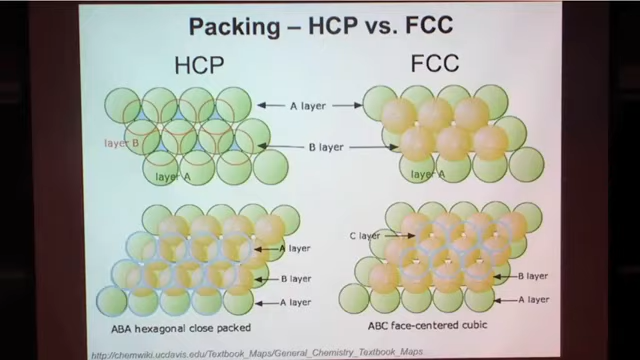 Packing – HCP vs. FCC
HCP
FCC
A layer
layer B
B layer
layer A
layer A
C layer
A layer
B layer
A layer
B layer
A layer
ABA hexagonal close packed
ABC face-centered cubic
http://chemwiki.ucdavis.edu/Textbook_Maps/General_Chemistry_Textbook_Maps